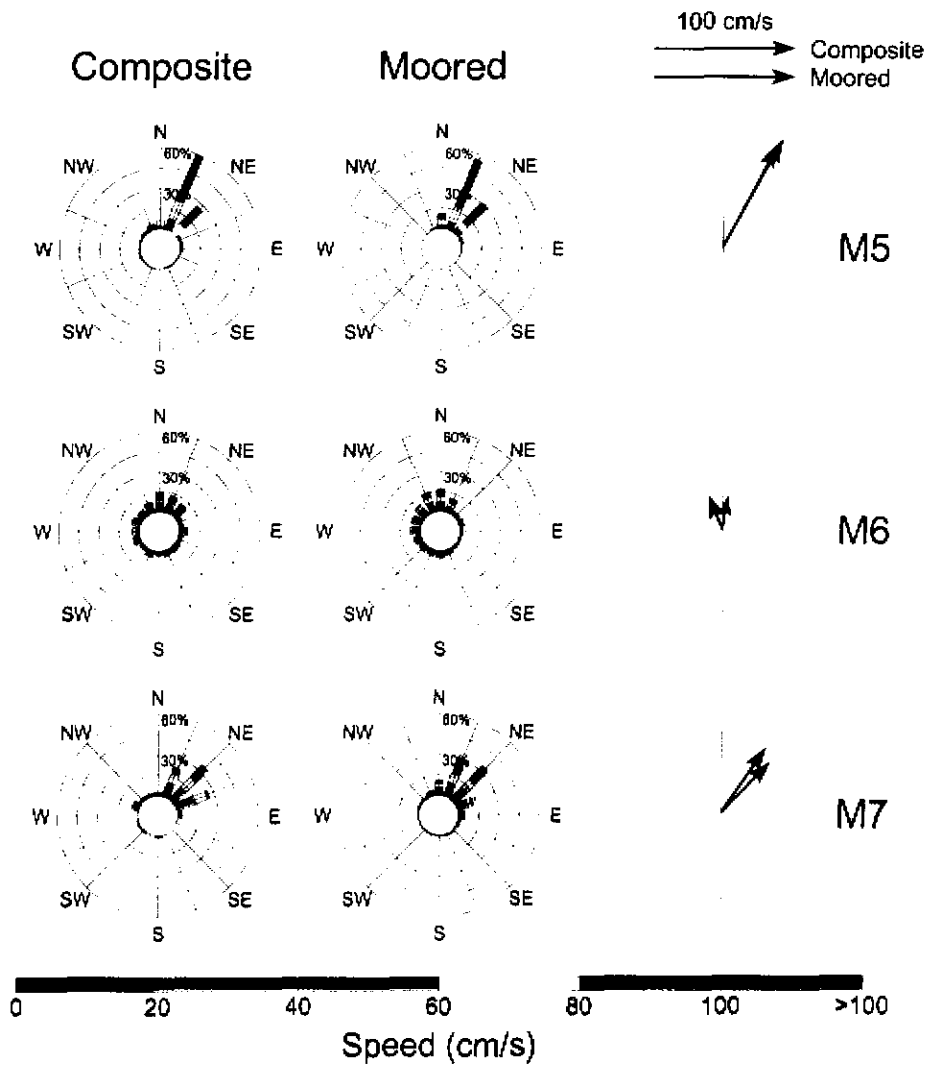 100 cm/s
Composite Moored Composite
Moored
N N
60% 60%
NW NE NW NE
30% 30%
W E W E M5
SW SE SW SE
S S
N N
60% 60%
NW NE NW NE
30% 30%
W E W E M6
SW SE SW SE
S S
N N
60% 60%
NW NE NW NE
30% 30%
W E W E M7
SW SE SW SE
S S
0 20 40 60 80 100 >100
Speed (cm/s)